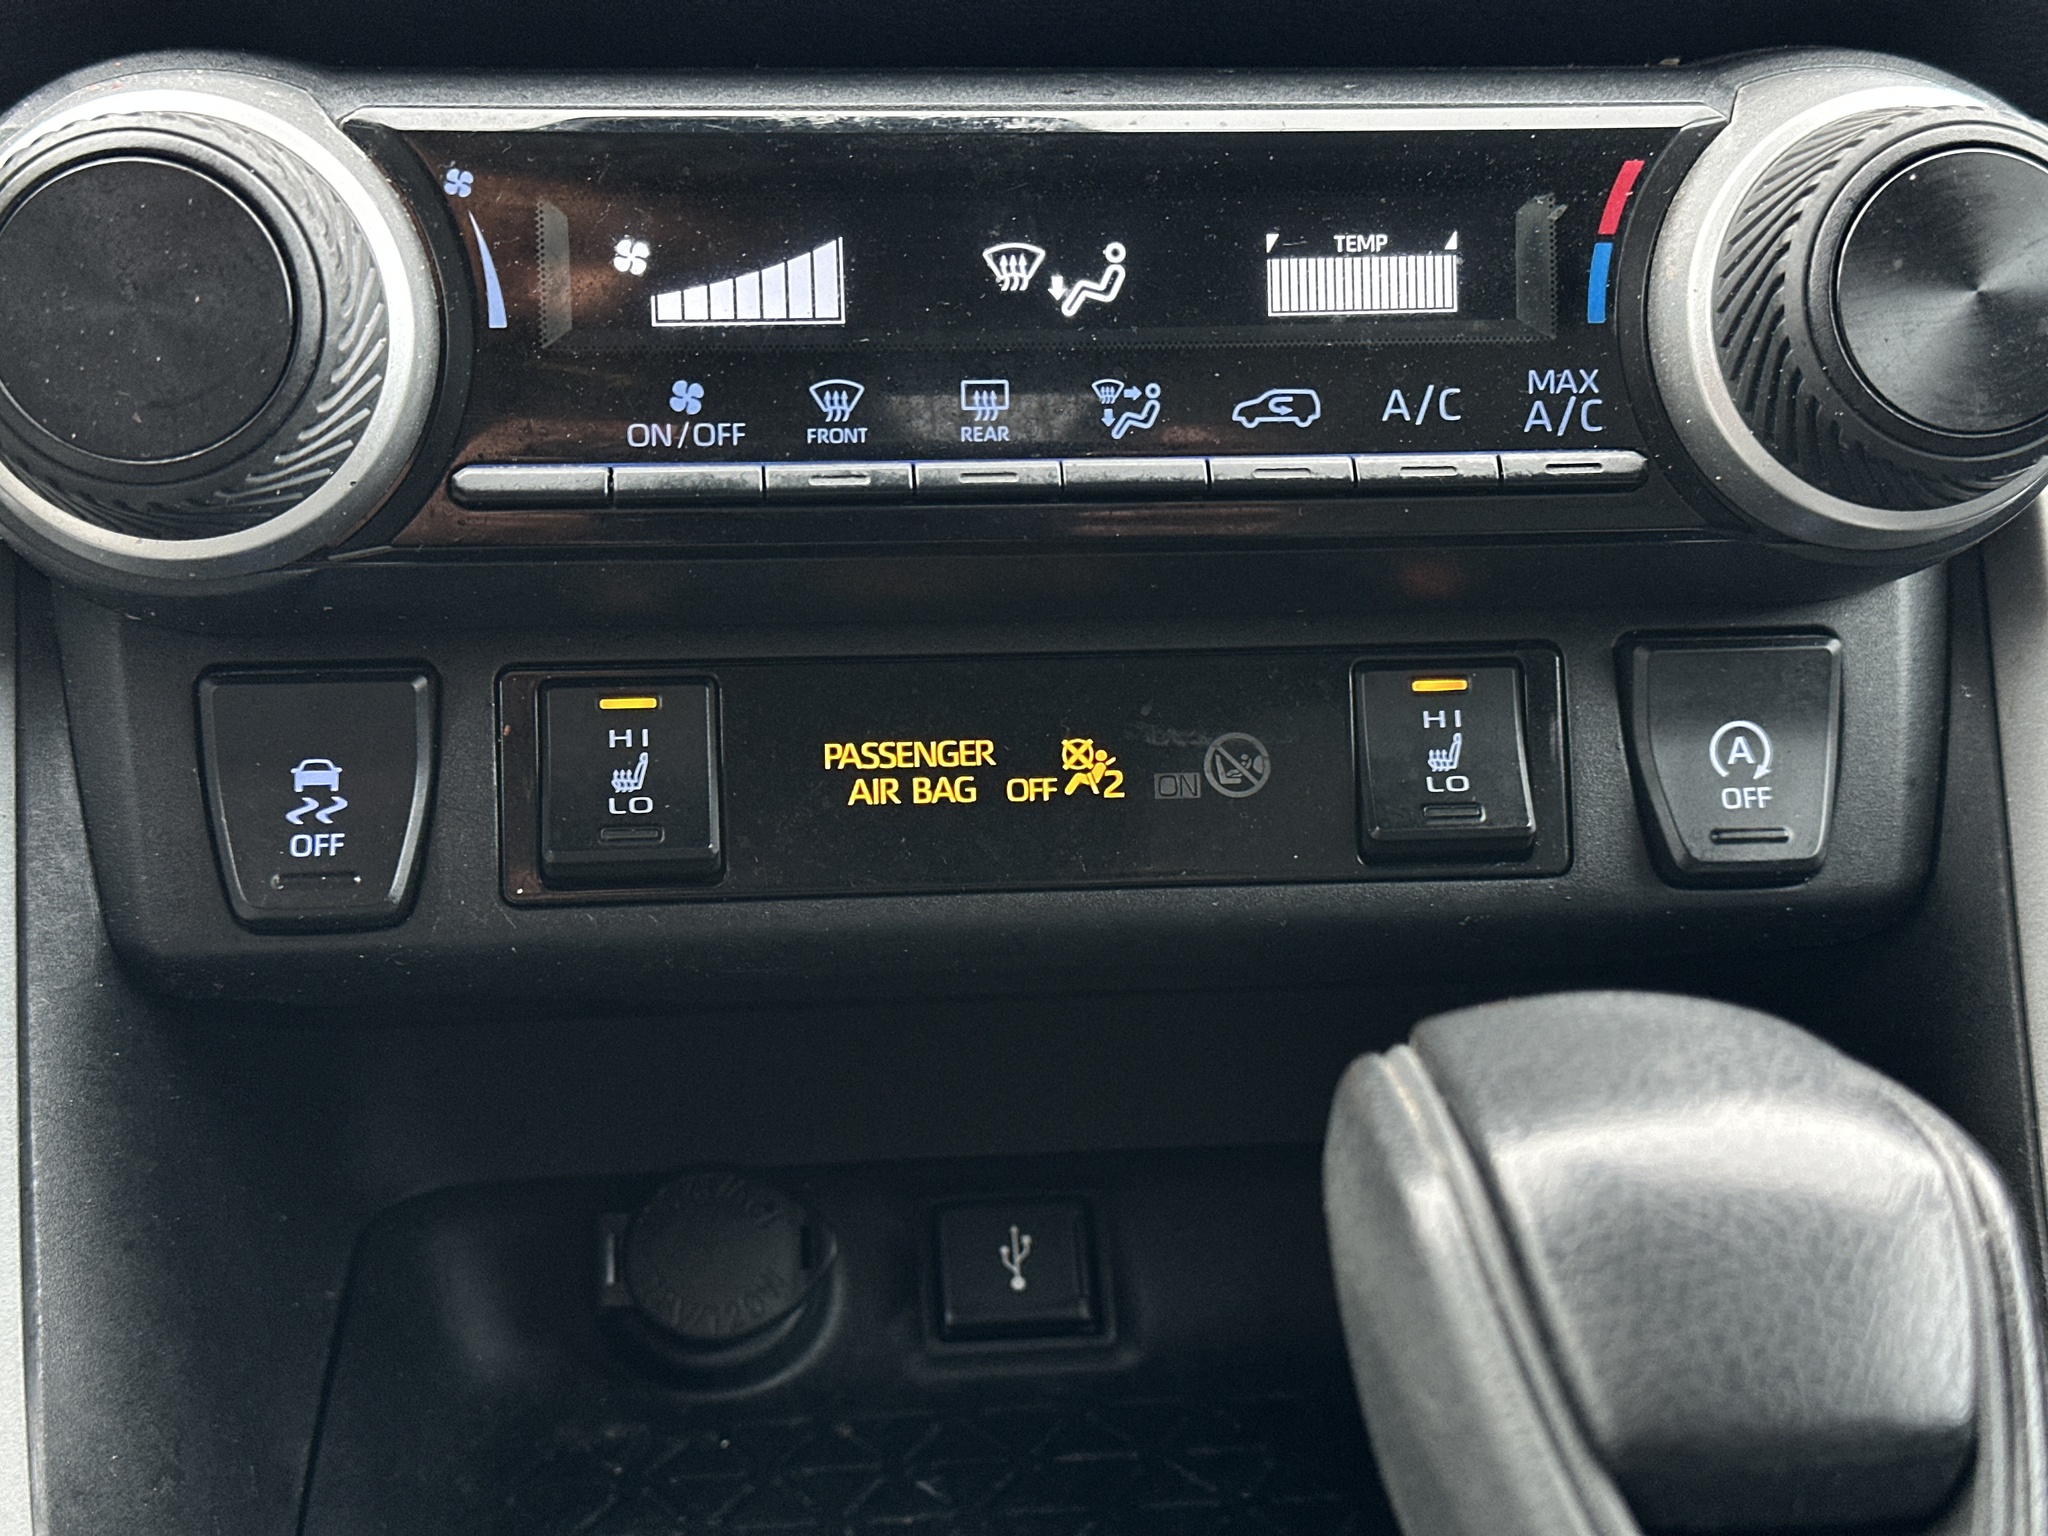 TEMP
ON/OFF
FRONT
REAR
A/C
MAX
A/C
OFF
HI
LO
PASSENGER
AIR BAG OFF 2 ON
HI
LO
A
OFF